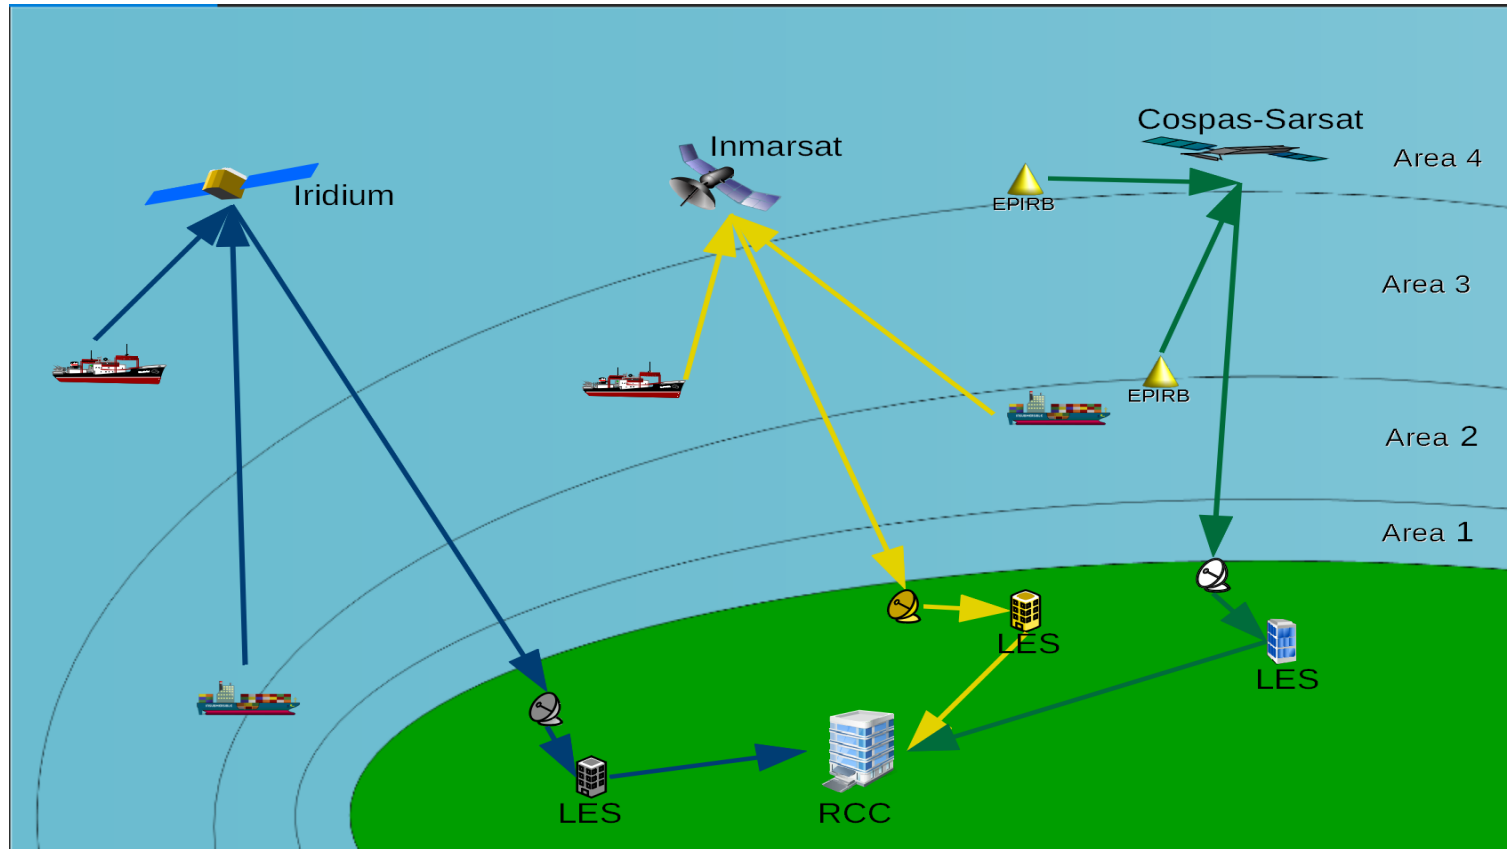 Cospas-Sarsat
Inmarsat
Area 4
Iridium
EPIRB
Area 3
EPIRB
Area 2
Area 1
LES
LES
LES
RCC